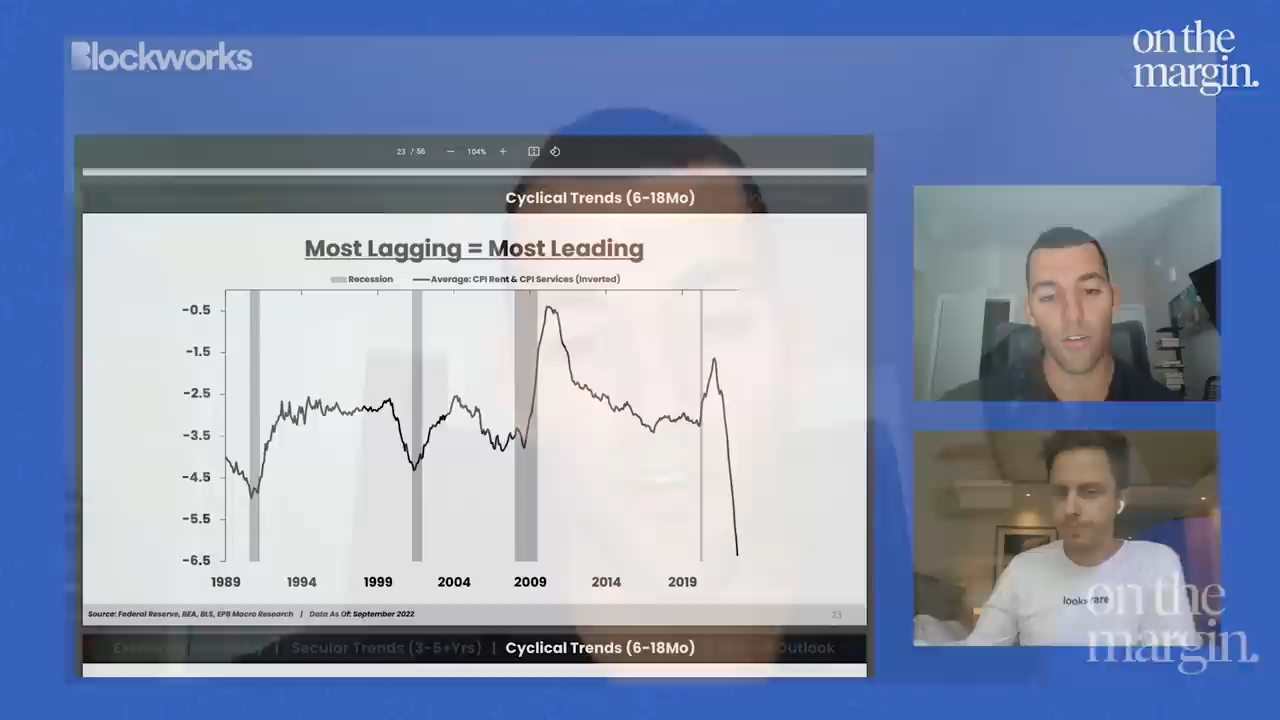 Blockworks
on the
margin.
23 / 56 — 104% +
Cyclical Trends (6-18Mo)
Most Lagging = Most Leading
Recession Average: CPI Rent & CPI Services (Inverted)
-0.5
-1.5
-2.5
-3.5
-4.5
-5.5
-6.5
1989 1994 1999 2004 2009 2014 2019
Source: Federal Reserve, BEA, BLS, EPB Macro Research | Data As Of: September 2022
23
| Secular Trends (3-5+Yrs) | Cyclical Trends (6-18Mo) Outlook
looks rare
on the
margin.